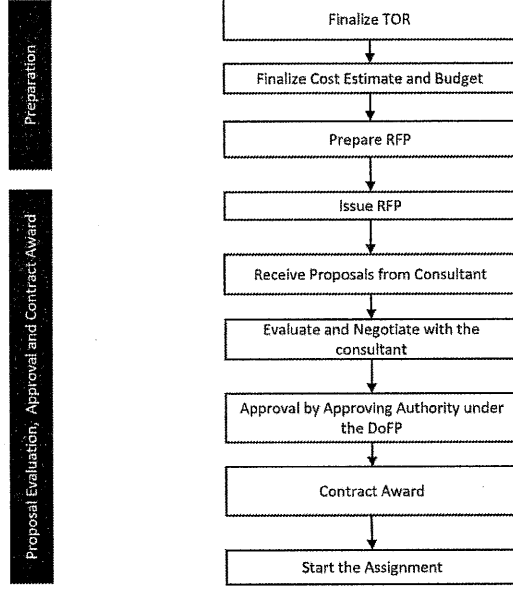 Preparation
Finalize TOR
Finalize Cost Estimate and Budget
Prepare RFP
Proposal Evaluation, Approval and Contract Award
Issue RFP
Receive Proposals from Consultant
Evaluate and Negotiate with the
consultant
Approval by Approving Authority under
the DoFP
Contract Award
Start the Assignment